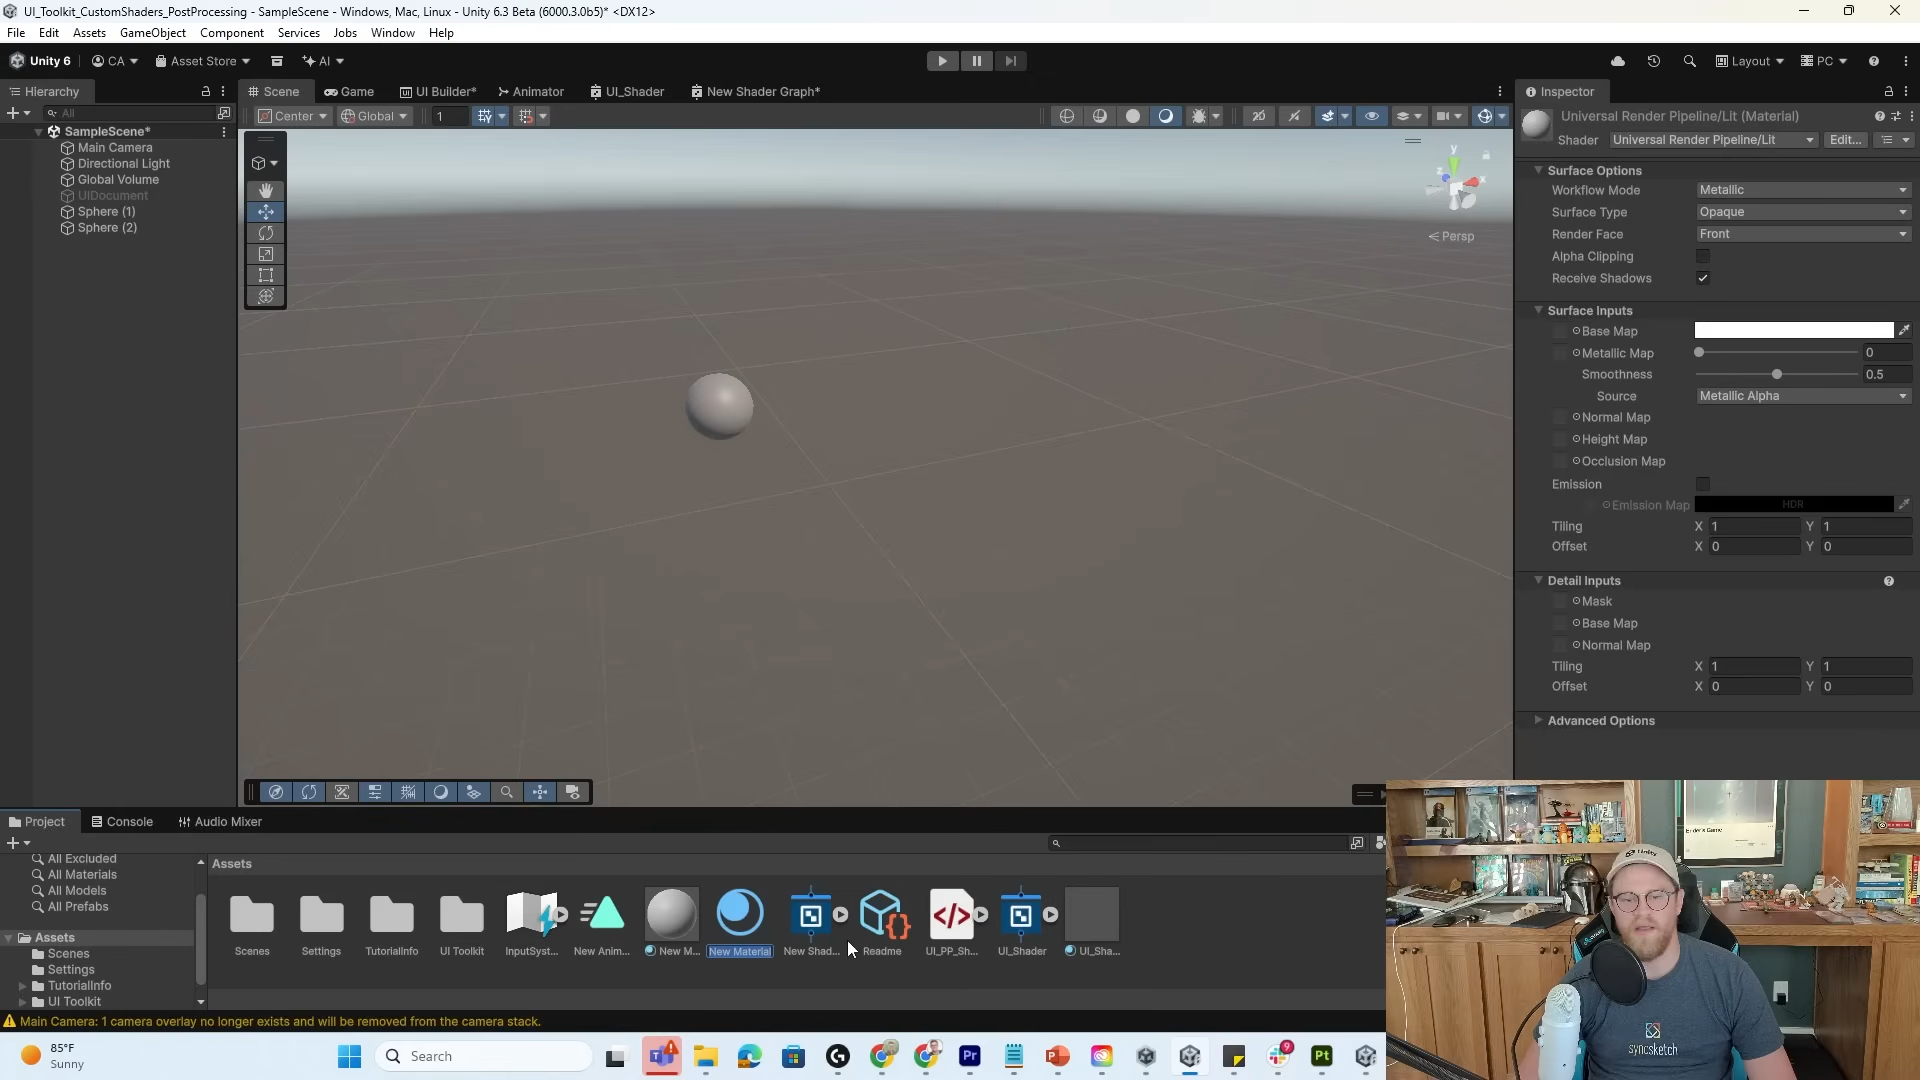 UI_Toolkit_CustomShaders_PostProcessing - SampleScene - Windows, Mac, Linux - Unity 6.3 Beta (6000.3.0b5)* <DX12>
File Edit Assets GameObject Component Services Jobs Window Help
Unity 6 CA Asset Store AI Layout PC
Hierarchy Scene Game UI Builder* Animator UI_Shader New Shader Graph* Inspector
All Center Global 1
SampleScene*
Main Camera
Directional Light
Global Volume
UIDocument
Sphere (1)
Sphere (2)
y
x
z
Persp
Universal Render Pipeline/Lit (Material)
Shader Universal Render Pipeline/Lit Edit...
Surface Options
Workflow Mode Metallic
Surface Type Opaque
Render Face Front
Alpha Clipping
Receive Shadows
Surface Inputs
Base Map
Metallic Map 0
Smoothness 0.5
Source Metallic Alpha
Normal Map
Height Map
Occlusion Map
Emission
Emission Map HDR
Tiling X 1 Y 1
Offset X 0 Y 0
Detail Inputs
Mask
Base Map
Normal Map
Tiling X 1 Y 1
Offset X 0 Y 0
Advanced Options
Project Console Audio Mixer
All Excluded
All Materials
All Models
All Prefabs
Assets
Scenes
Settings
TutorialInfo
UI Toolkit
Assets
Scenes Settings TutorialInfo UI Toolkit InputSyst... New Anim... New M... New Material New Shad... Readme UI_PP_Sh... UI_Shader UI_Sha...
Main Camera: 1 camera overlay no longer exists and will be removed from the camera stack.
85°F
Sunny
Search
Pr
Pt
9
Ender's Game
syncsketch